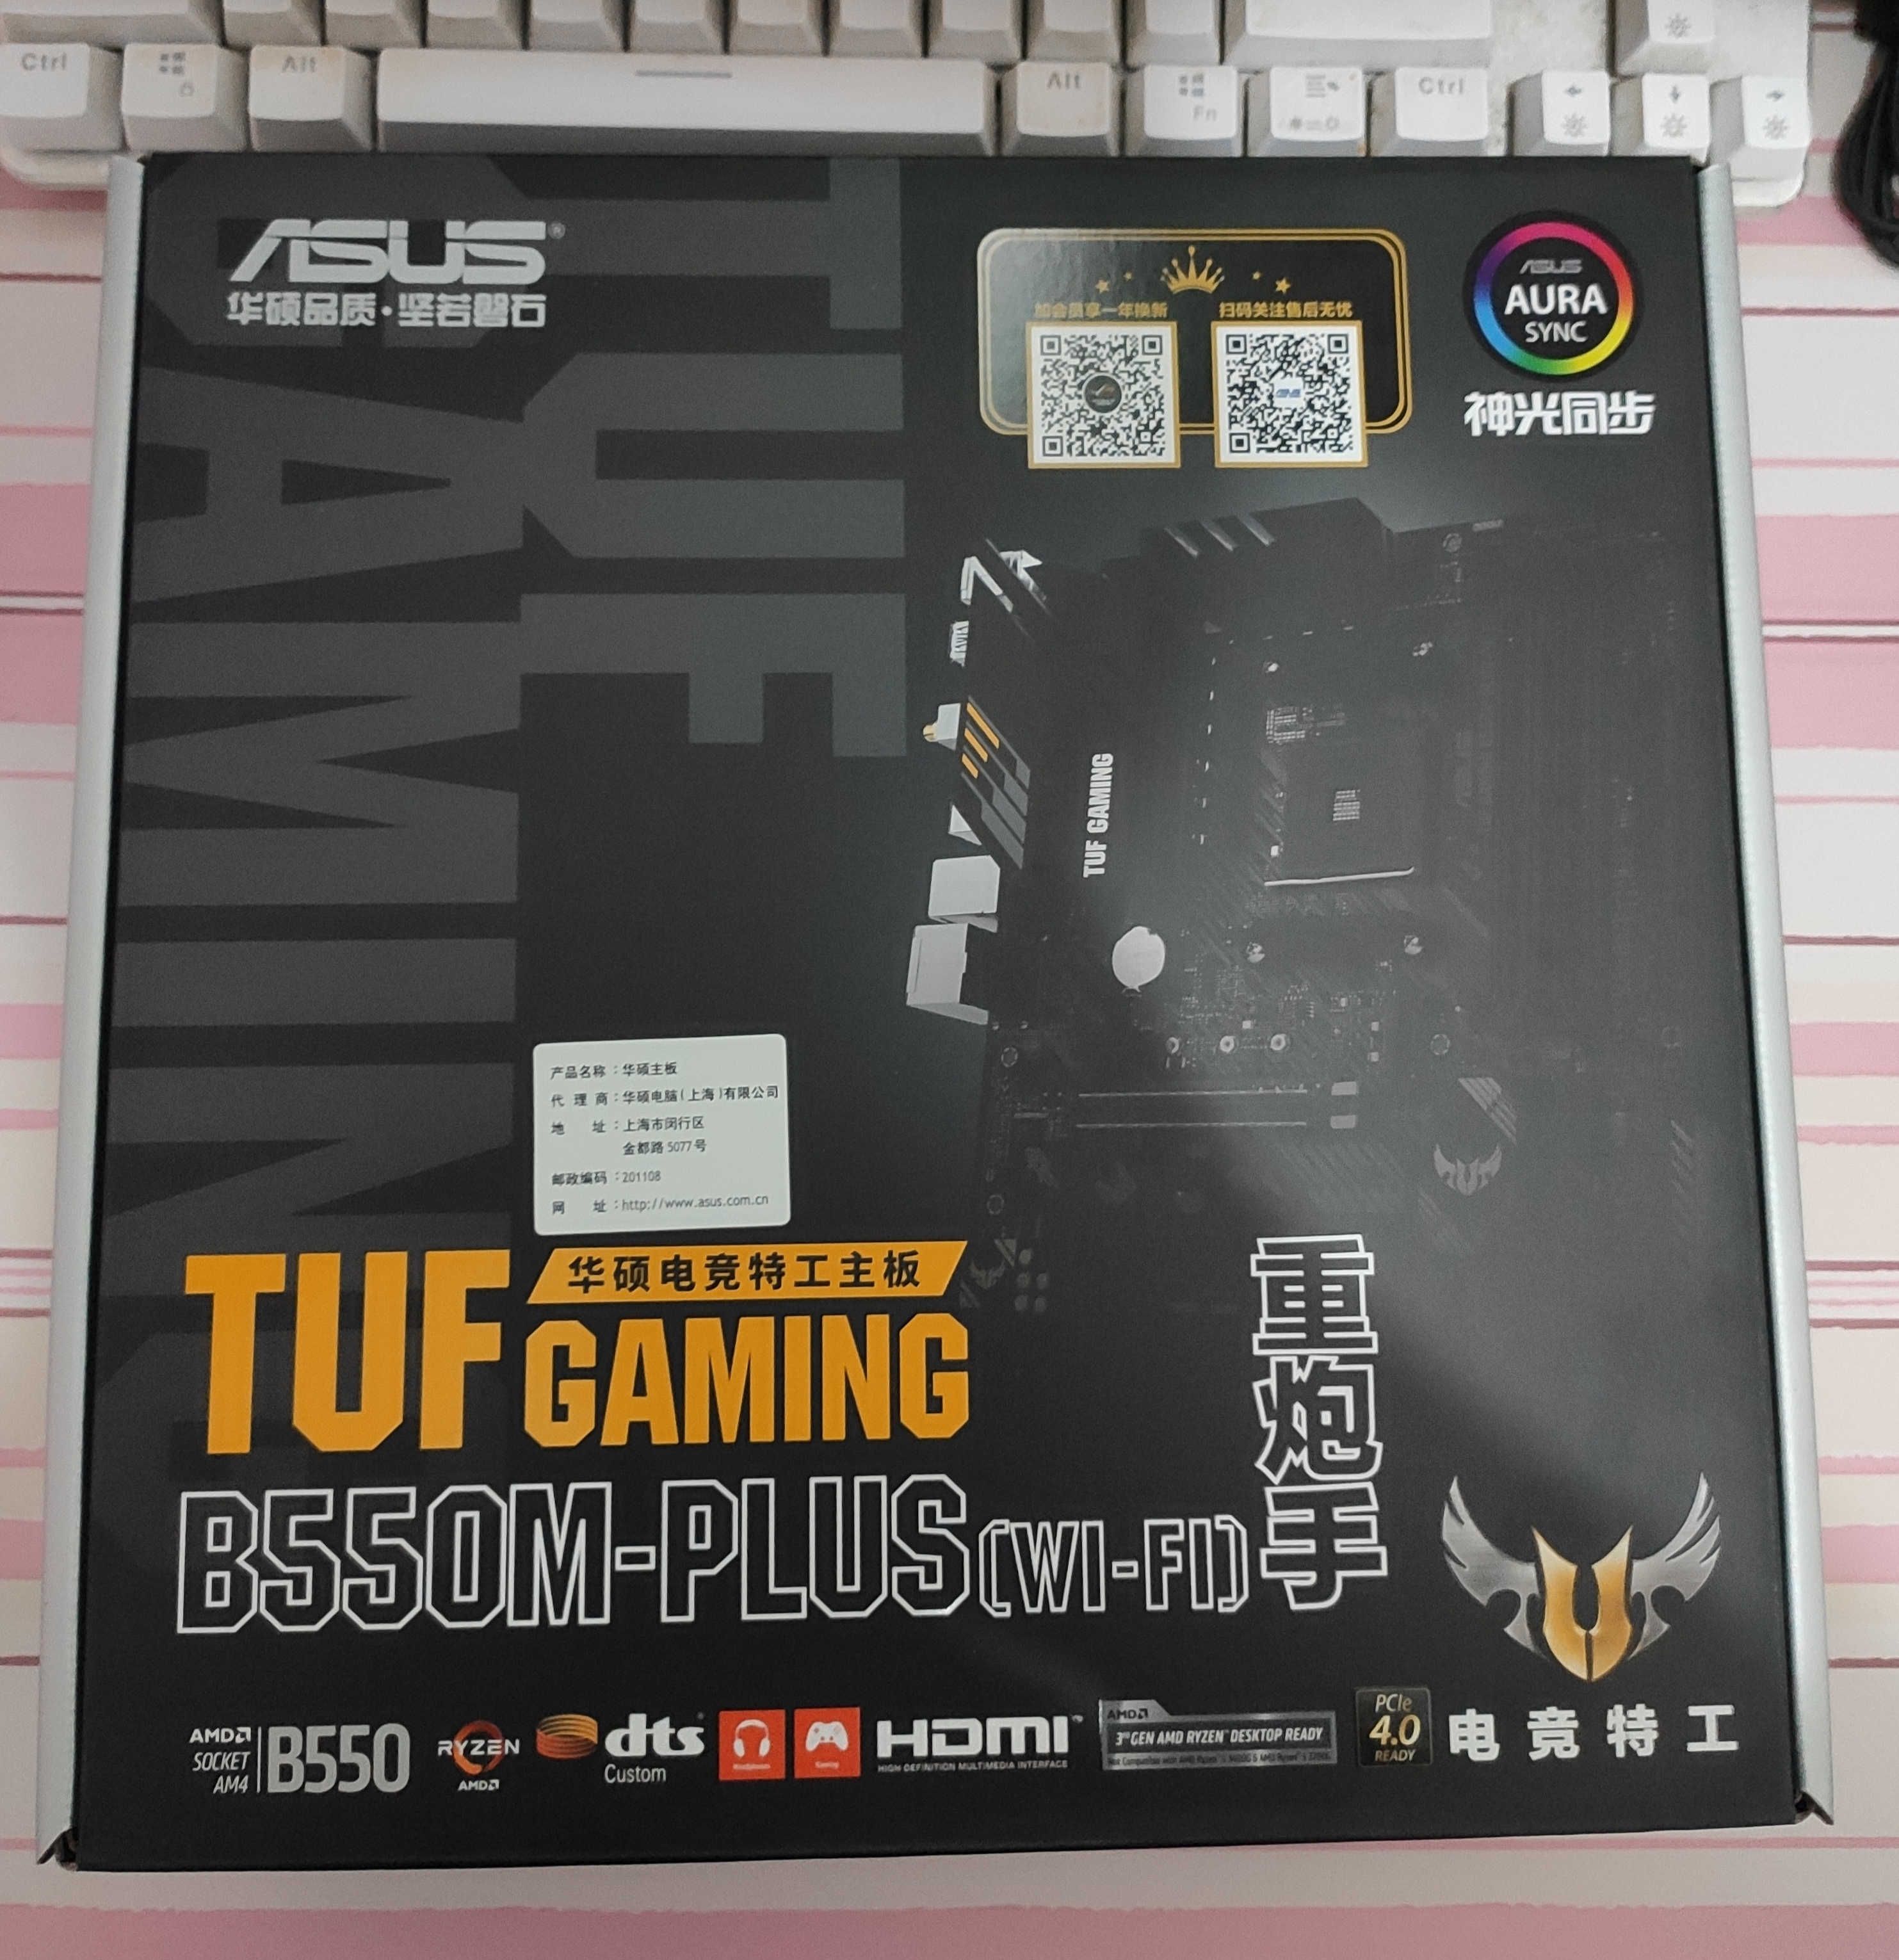 Ctrl
Alt
Alt
Fn
Ctrl
ASUS®
华硕品质·坚若磐石
加会员享一年换新
扫码关注售后无忧
ASUS
AURA
SYNC
神光同步
TUF GAMING
TUF GAMING
产品名称：华硕主板
代理商：华硕电脑(上海)有限公司
地址：上海市闵行区
金都路 5077 号
邮政编码：201108
网址：http://www.asus.com.cn
TUF GAMING
华硕电竞特工主板
B550M-PLUS(WI-FI)
重炮手
AMD
SOCKET
AM4
B550
RYZEN
AMD
dts
Custom
Headphones
Gaming
HDMI™
HIGH DEFINITION MULTIMEDIA INTERFACE
AMD
3rd GEN AMD RYZEN™ DESKTOP READY
PCIe
4.0
READY
电竞特工